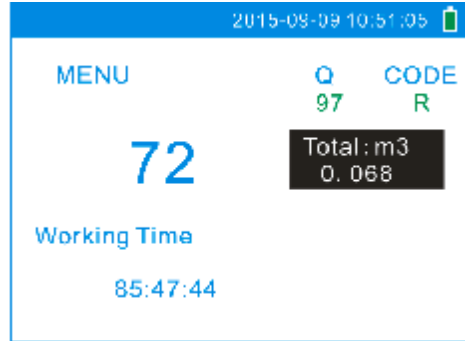 2015-09-09 10:51:05
MENU Q CODE
97 R
72
Total:m3
0.068
Working Time
85:47:44